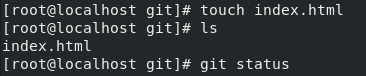 [root@localhost git]# touch index.html
[root@localhost git]# ls
index.html
[root@localhost git]# git status